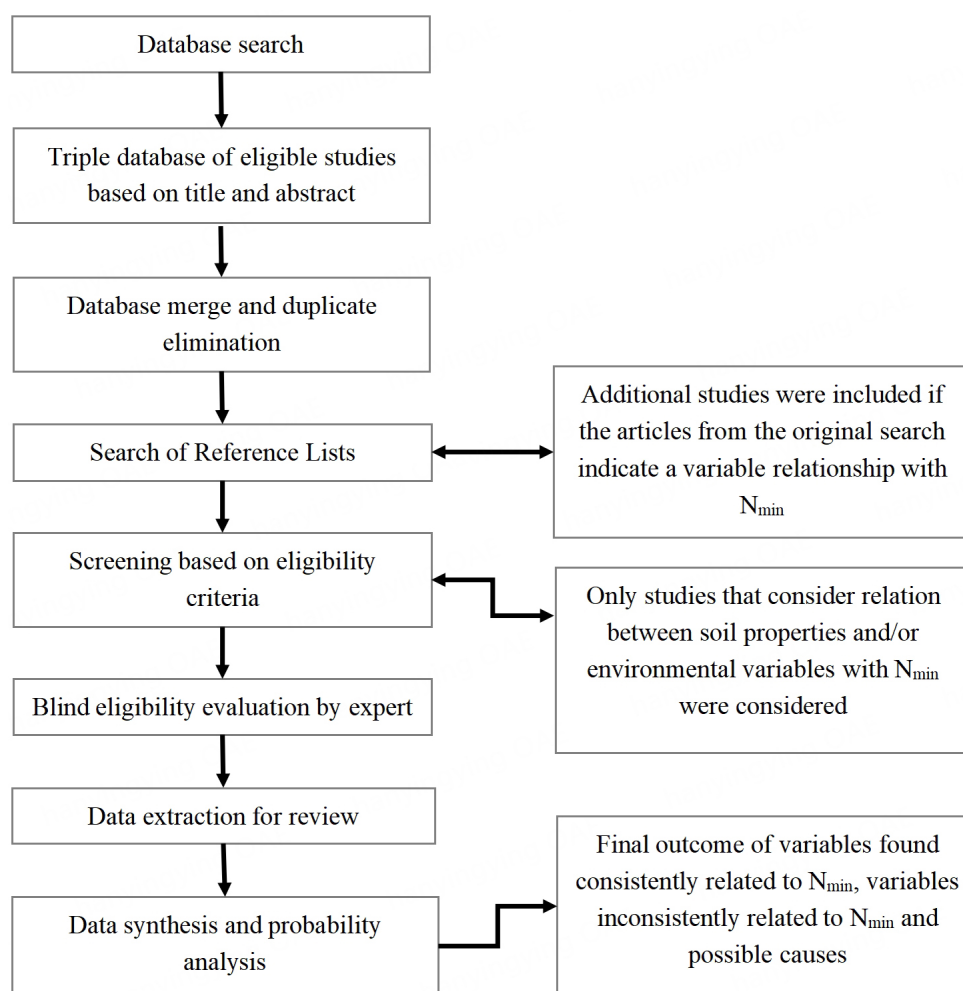 Database search
Triple database of eligible studies
based on title and abstract
Database merge and duplicate
elimination
Search of Reference Lists
Additional studies were included if
the articles from the original search
indicate a variable relationship with
Nmin
Screening based on eligibility
criteria
Only studies that consider relation
between soil properties and/or
environmental variables with Nmin
were considered
Blind eligibility evaluation by expert
Data extraction for review
Data synthesis and probability
analysis
Final outcome of variables found
consistently related to Nmin, variables
inconsistently related to Nmin and
possible causes